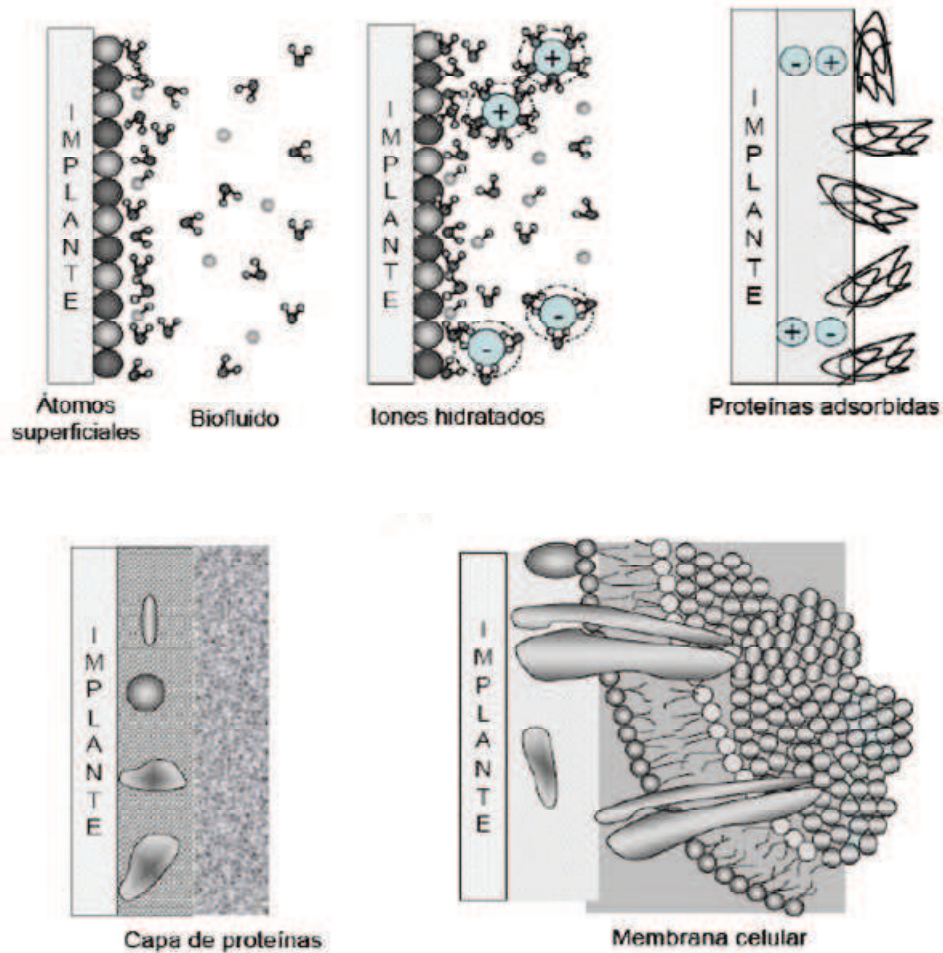 IMPLANTE
IMPLANTE
IMPLANTE
+
+
-
-
- +
+ -
Átomos
superficiales
Biofluido
Iones hidratados
Proteínas adsorbidas
IMPLANTE
IMPLANTE
Capa de proteínas
Membrana celular